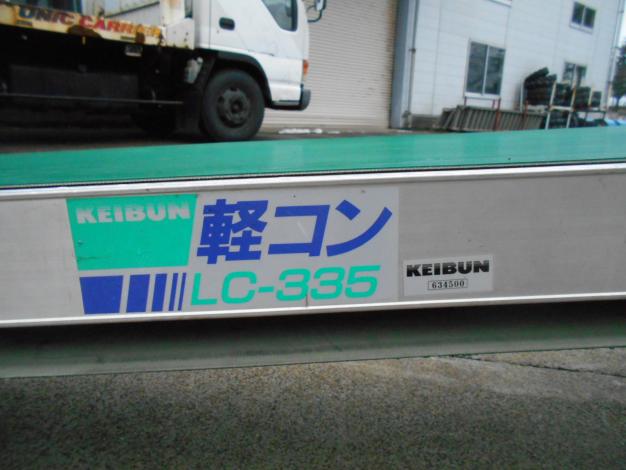 UNIC CARRIER
KEIBUN
軽コン
LC-335
KEIBUN
634500